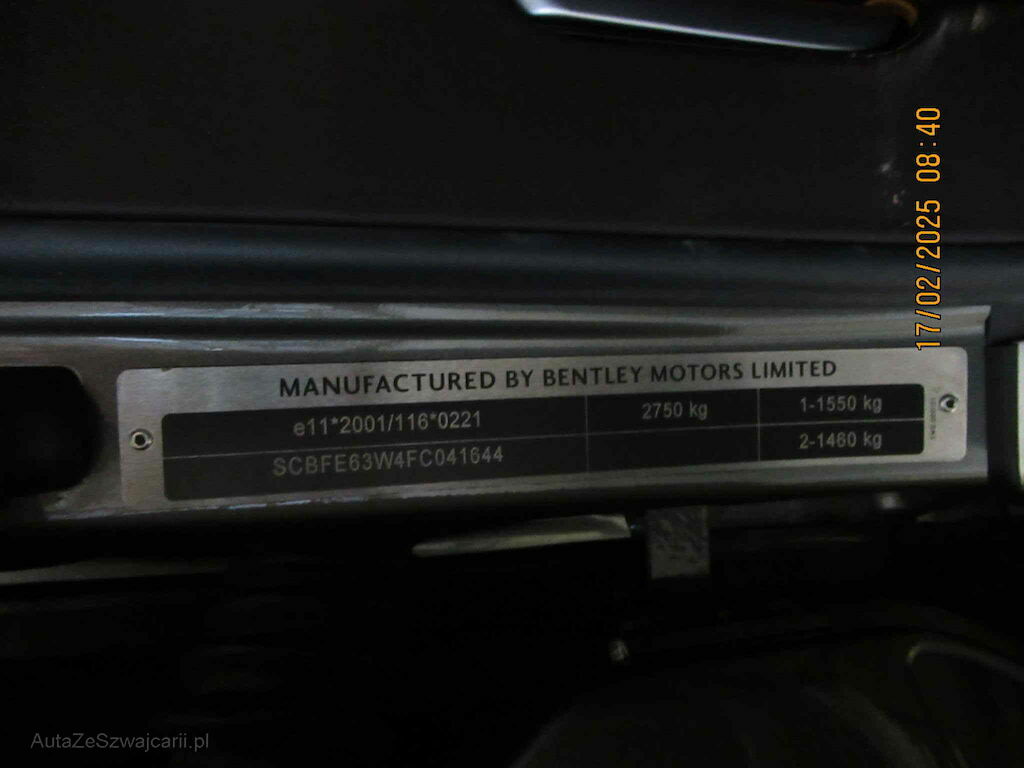 MANUFACTURED BY BENTLEY MOTORS LIMITED
e11*2001/116*0221 2750 kg 1-1550 kg
SCBFE63W4FC041644 2-1460 kg
17/02/2025 08:40
AutaZeSzwajcarii.pl